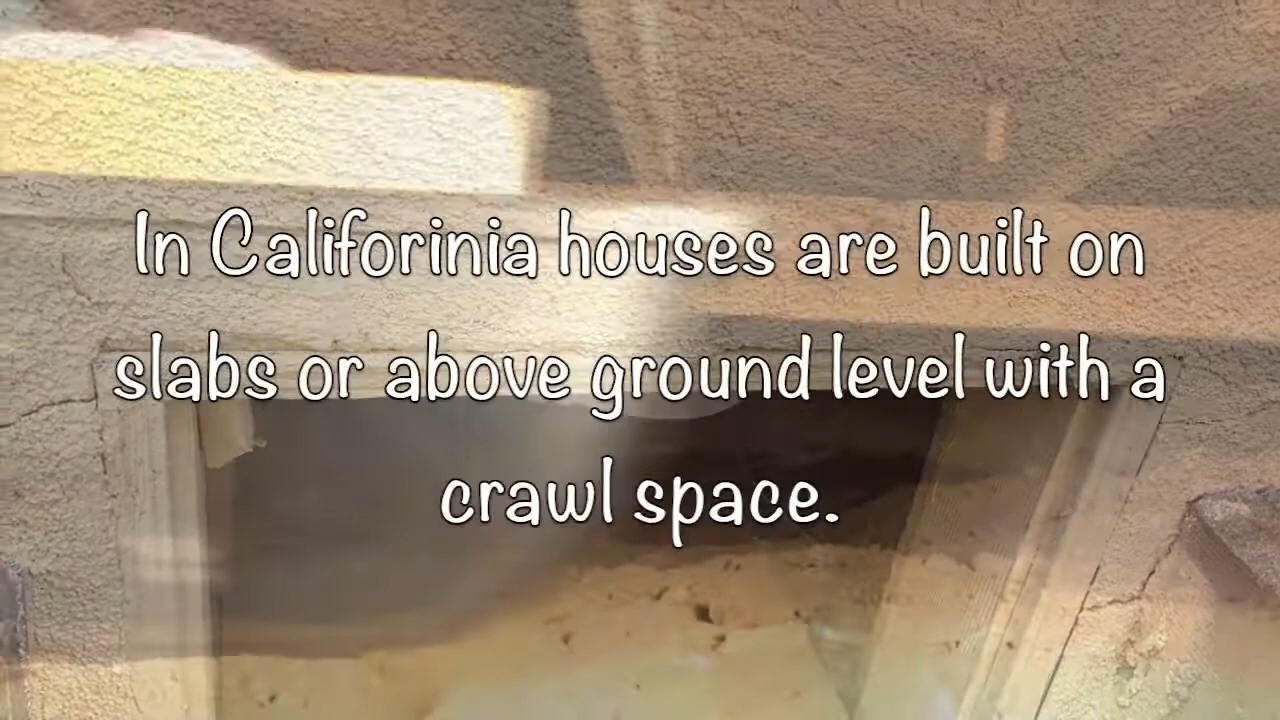 In Califorinia houses are built on
slabs or above ground level with a
crawl space.